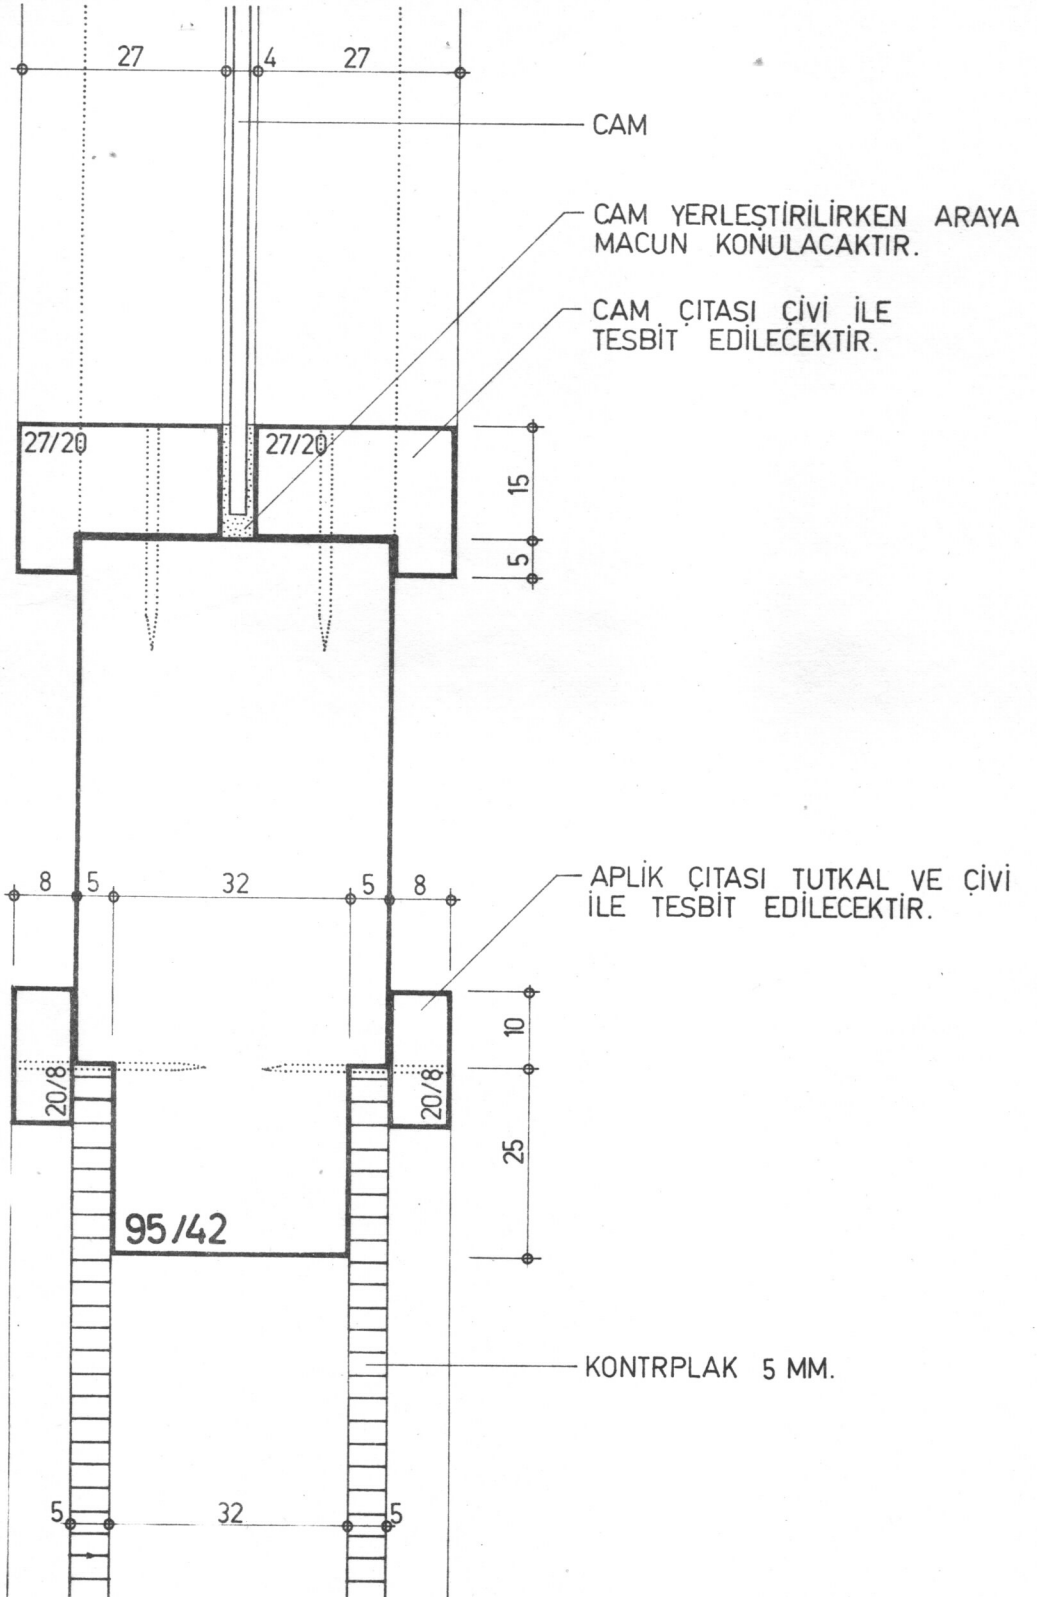 27 4 27
CAM
CAM YERLEŞTİRİLİRKEN ARAYA
MACUN KONULACAKTIR.
CAM ÇITASI ÇİVİ İLE
TESBİT EDİLECEKTİR.
27/20 27/20
15
5
8 5 32 5 8
APLİK ÇITASI TUTKAL VE ÇİVİ
İLE TESBİT EDİLECEKTİR.
10
20/8 20/8
25
95/42
KONTRPLAK 5 MM.
5 32 5